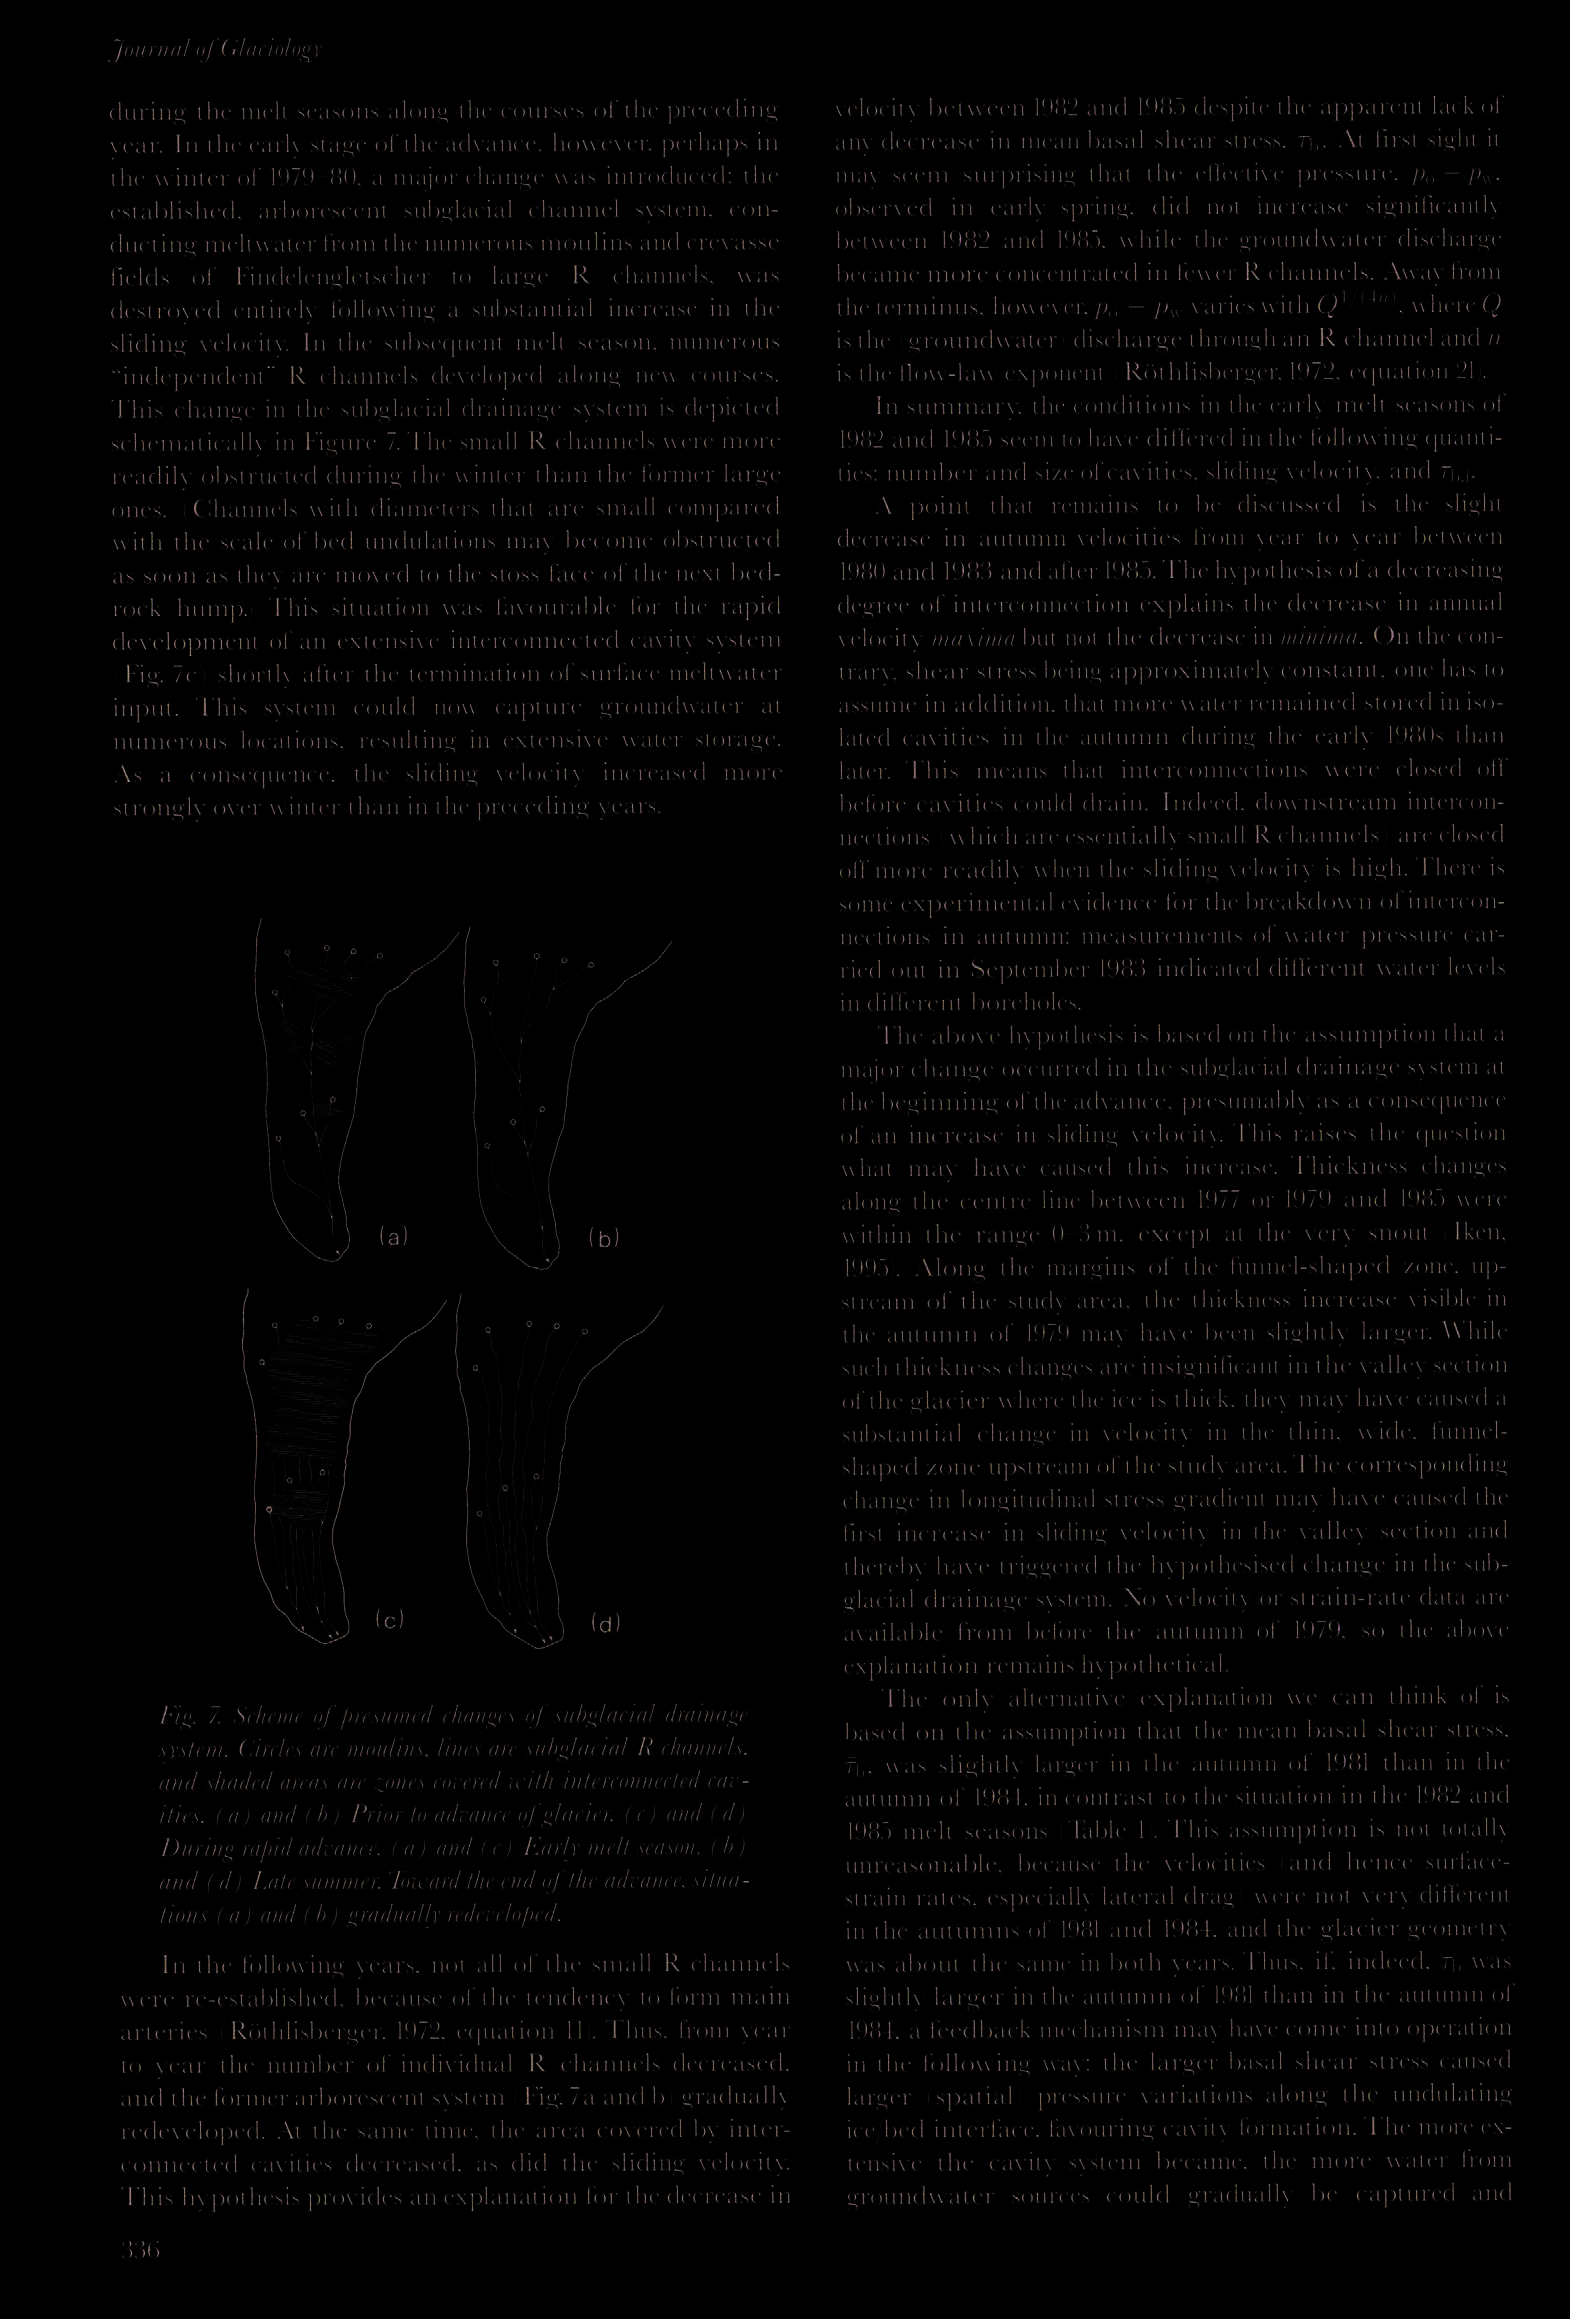 Journal of Glaciology
during the melt seasons along the courses of the preceding
year. In the early stage of the advance, however, perhaps in
the winter of 1979–80, a major change was introduced: the
established, arborescent subglacial channel system, con-
ducting meltwater from the numerous moulins and crevasse
fields of Findelengletscher to large R channels, was
destroyed entirely following a substantial increase in the
sliding velocity. In the subsequent melt season, numerous
“independent” R channels developed along new courses.
This change in the subglacial drainage system is depicted
schematically in Figure 7. The small R channels were more
readily obstructed during the winter than the former large
ones. (Channels with diameters that are small compared
with the scale of bed undulations may become obstructed
as soon as they are moved to the stoss face of the next bed-
rock hump.) This situation was favourable for the rapid
development of an extensive interconnected cavity system
(Fig. 7c) shortly after the termination of surface meltwater
input. This system could now capture groundwater at
numerous locations, resulting in extensive water storage.
As a consequence, the sliding velocity increased more
strongly over winter than in the preceding years.
(a)
(b)
(c)
(d)
Fig. 7. Scheme of presumed changes of subglacial drainage
system. Circles are moulins, lines are subglacial R channels,
and shaded areas are zones covered with interconnected cav-
ities. (a) and (b) Prior to advance of glacier. (c) and (d)
During rapid advance. (a) and (c) Early melt season. (b)
and (d) Late summer. Toward the end of the advance, situa-
tions (a) and (b) gradually redeveloped.
In the following years, not all of the small R channels
were re-established, because of the tendency to form main
arteries (Röthlisberger, 1972, equation 11). Thus, from year
to year the number of individual R channels decreased,
and the former arborescent system (Fig. 7a and b) gradually
redeveloped. At the same time, the area covered by inter-
connected cavities decreased, as did the sliding velocity.
This hypothesis provides an explanation for the decrease in
336
velocity between 1982 and 1985 despite the apparent lack of
any decrease in mean basal shear stress, τ̄b. At first sight it
may seem surprising that the effective pressure, p₀ − pw,
observed in early spring, did not increase significantly
between 1982 and 1985, while the groundwater discharge
became more concentrated in fewer R channels. Away from
the terminus, however, p₀ − pw varies with Q^1/(4n), where Q
is the (groundwater) discharge through an R channel and n
is the flow-law exponent (Röthlisberger, 1972, equation 21).
In summary, the conditions in the early melt seasons of
1982 and 1985 seem to have differed in the following quanti-
ties: number and size of cavities, sliding velocity, and
A point that remains to be discussed is the slight
decrease in autumn velocities from year to year between
1980 and 1983 and after 1985. The hypothesis of a decreasing
degree of interconnection explains the decrease in annual
velocity maxima but not the decrease in minima. On the con-
trary, shear stress being approximately constant, one has to
assume in addition, that more water remained stored in iso-
lated cavities in the autumn during the early 1980s than
later. This means that interconnections were closed off
before cavities could drain. Indeed, downstream intercon-
nections (which are essentially small R channels) are closed
off more readily when the sliding velocity is high. There is
some experimental evidence for the breakdown of intercon-
nections in autumn: measurements of water pressure car-
ried out in September 1983 indicated different water levels
in different boreholes.
The above hypothesis is based on the assumption that a
major change occurred in the subglacial drainage system at
the beginning of the advance, presumably as a consequence
of an increase in sliding velocity. This raises the question
what may have caused this increase. Thickness changes
along the centre line between 1977 or 1979 and 1985 were
within the range 0–3 m, except at the very snout (Iken,
1995). Along the margins of the funnel-shaped zone, up-
stream of the study area, the thickness increase visible in
the autumn of 1979 may have been slightly larger. While
such thickness changes are insignificant in the valley section
of the glacier where the ice is thick, they may have caused a
substantial change in velocity in the thin, wide, funnel-
shaped zone upstream of the study area. The corresponding
change in longitudinal stress gradient may have caused the
first increase in sliding velocity in the valley section and
thereby have triggered the hypothesised change in the sub-
glacial drainage system. No velocity or strain-rate data are
available from before the autumn of 1979, so the above
explanation remains hypothetical.
The only alternative explanation we can think of is
based on the assumption that the mean basal shear stress,
τ̄b, was slightly larger in the autumn of 1981 than in the
autumn of 1984, in contrast to the situation in the 1982 and
1985 melt seasons (Table 1). This assumption is not totally
unreasonable, because the velocities (and hence surface-
strain rates, especially lateral drag) were not very different
in the autumns of 1981 and 1984, and the glacier geometry
was about the same in both years. Thus, if, indeed, τ̄b was
slightly larger in the autumn of 1981 than in the autumn of
1984, a feedback mechanism may have come into operation
in the following way: the larger basal shear stress caused
larger (spatial) pressure variations along the undulating
ice/bed interface, favouring cavity formation. The more ex-
tensive the cavity system became, the more water from
groundwater sources could gradually be captured and